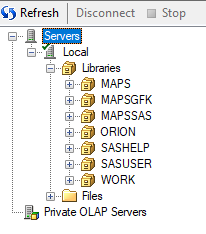 Refresh Disconnect Stop
Servers
Local
Libraries
MAPS
MAPSGFK
MAPSSAS
ORION
SASHELP
SASUSER
WORK
Files
Private OLAP Servers